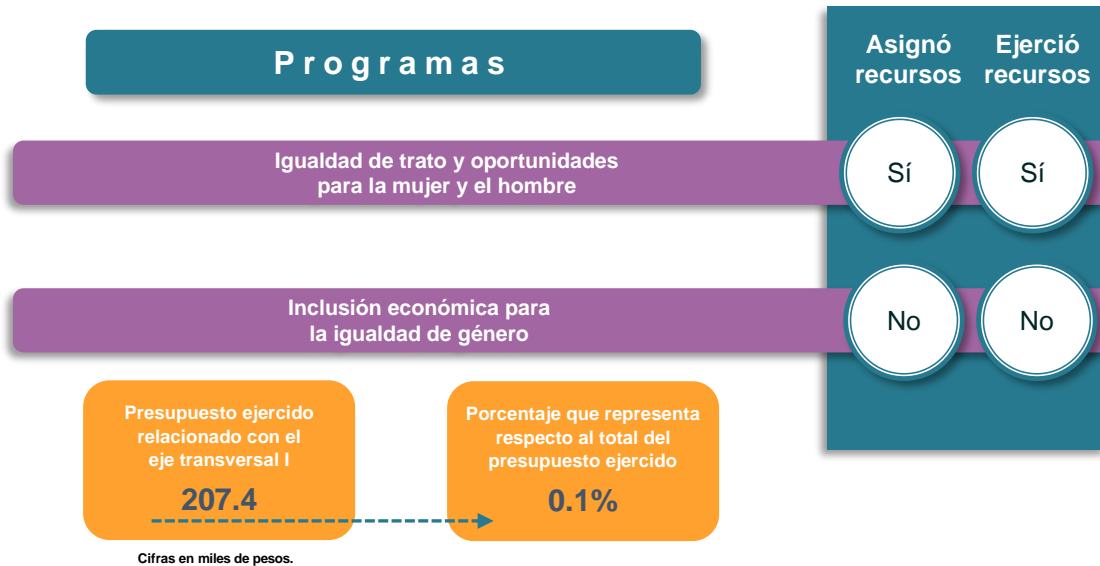 Programas
Asignó
recursos
Ejerció
recursos
Igualdad de trato y oportunidades
para la mujer y el hombre
Sí
Sí
Inclusión económica para
la igualdad de género
No
No
Presupuesto ejercido
relacionado con el
eje transversal I
207.4
Porcentaje que representa
respecto al total del
presupuesto ejercido
0.1%
Cifras en miles de pesos.